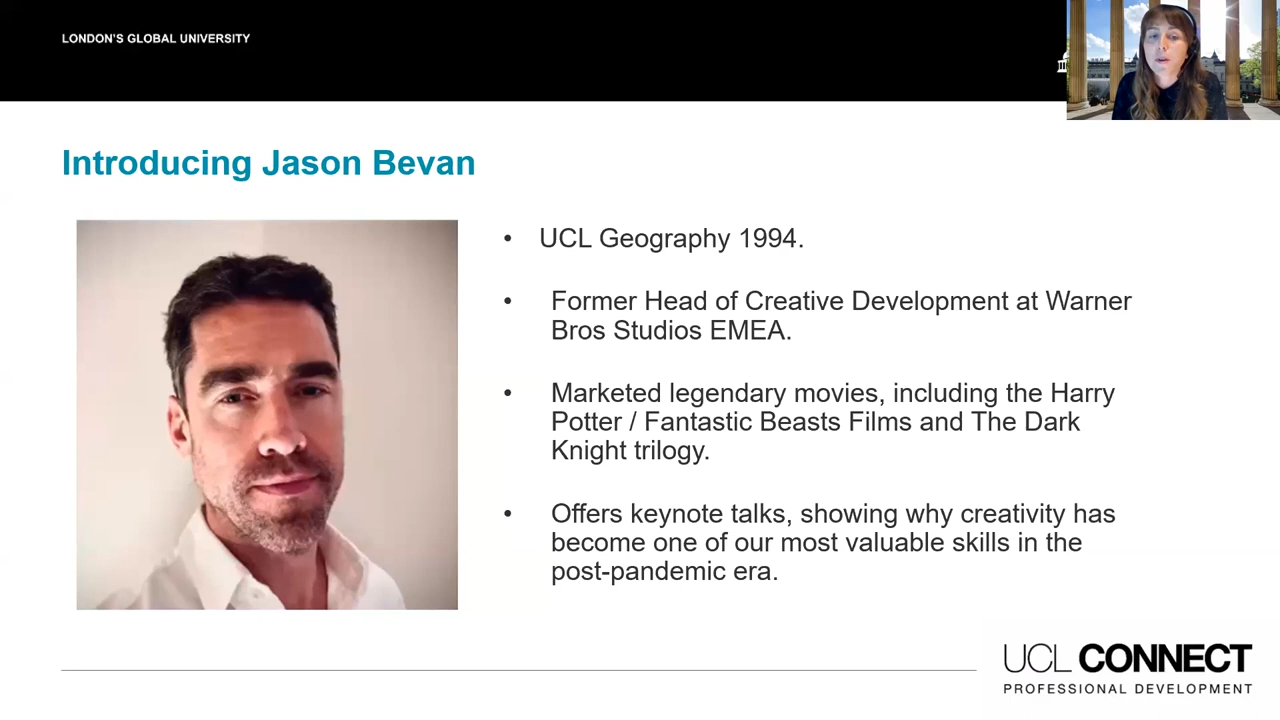 LONDON'S GLOBAL UNIVERSITY
Introducing Jason Bevan
• UCL Geography 1994.
• Former Head of Creative Development at Warner
Bros Studios EMEA.
• Marketed legendary movies, including the Harry
Potter / Fantastic Beasts Films and The Dark
Knight trilogy.
• Offers keynote talks, showing why creativity has
become one of our most valuable skills in the
post-pandemic era.
UCL CONNECT
PROFESSIONAL DEVELOPMENT